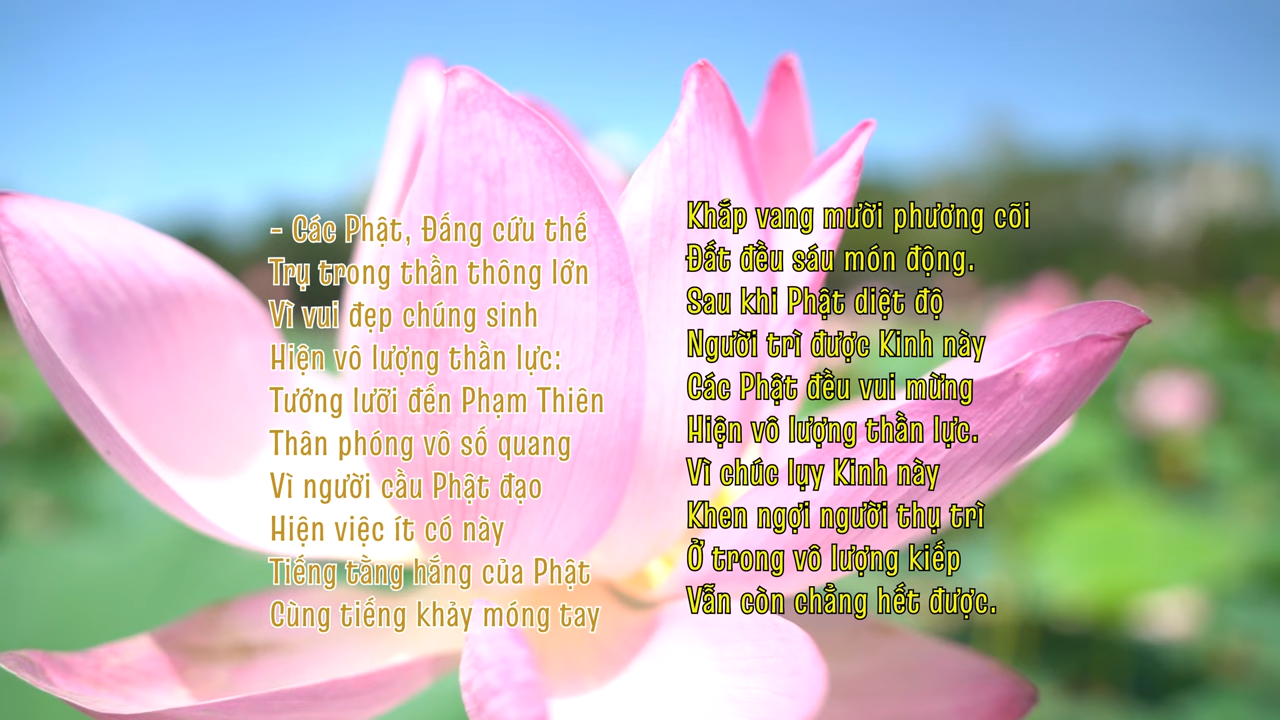 - Các Phật, Đấng cứu thế
Trụ trong thần thông lớn
Vì vui đẹp chúng sinh
Hiện vô lượng thần lực:
Tướng lưỡi đến Phạm Thiên
Thân phóng vô số quang
Vì người cầu Phật đạo
Hiện việc ít có này
Tiếng tằng hắng của Phật
Cùng tiếng khảy móng tay
Khắp vang mười phương cõi
Đất đều sáu món động.
Sau khi Phật diệt độ
Người trì được Kinh này
Các Phật đều vui mừng
Hiện vô lượng thần lực.
Vì chúc lụy Kinh này
Khen ngợi người thụ trì
Ở trong vô lượng kiếp
Vẫn còn chẳng hết được.